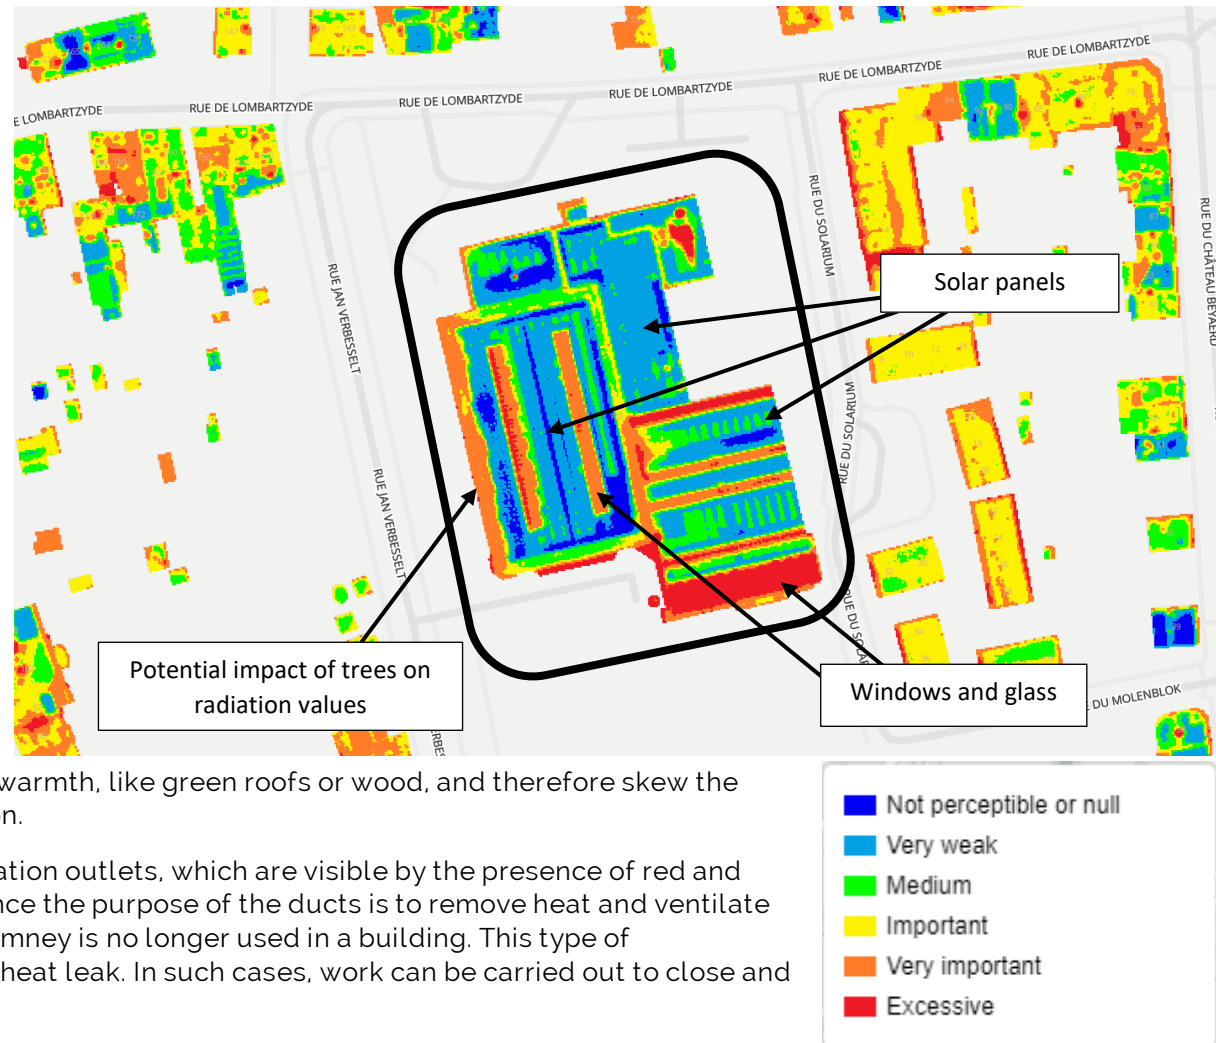 RUE DE LOMBARTZYDE
RUE DE LOMBARTZYDE
RUE DE LOMBARTZYDE
RUE DE LOMBARTZYDE
RUE DE LOMBARTZYDE
E LOMBARTZYDE
RUE JAN VERBESSELT
RUE DU SOLARIUM
RUE DU CHÂTEAU BEYAERD
Solar panels
RUE DU SOLARIUM
RUE JAN VERBESSELT
Potential impact of trees on
radiation values
RUE DU SOLAR
Windows and glass
E DU MOLENBLOK
VERBES
warmth, like green roofs or wood, and therefore skew the
on.
ation outlets, which are visible by the presence of red and
nce the purpose of the ducts is to remove heat and ventilate
imney is no longer used in a building. This type of
heat leak. In such cases, work can be carried out to close and
Not perceptible or null
Very weak
Medium
Important
Very important
Excessive